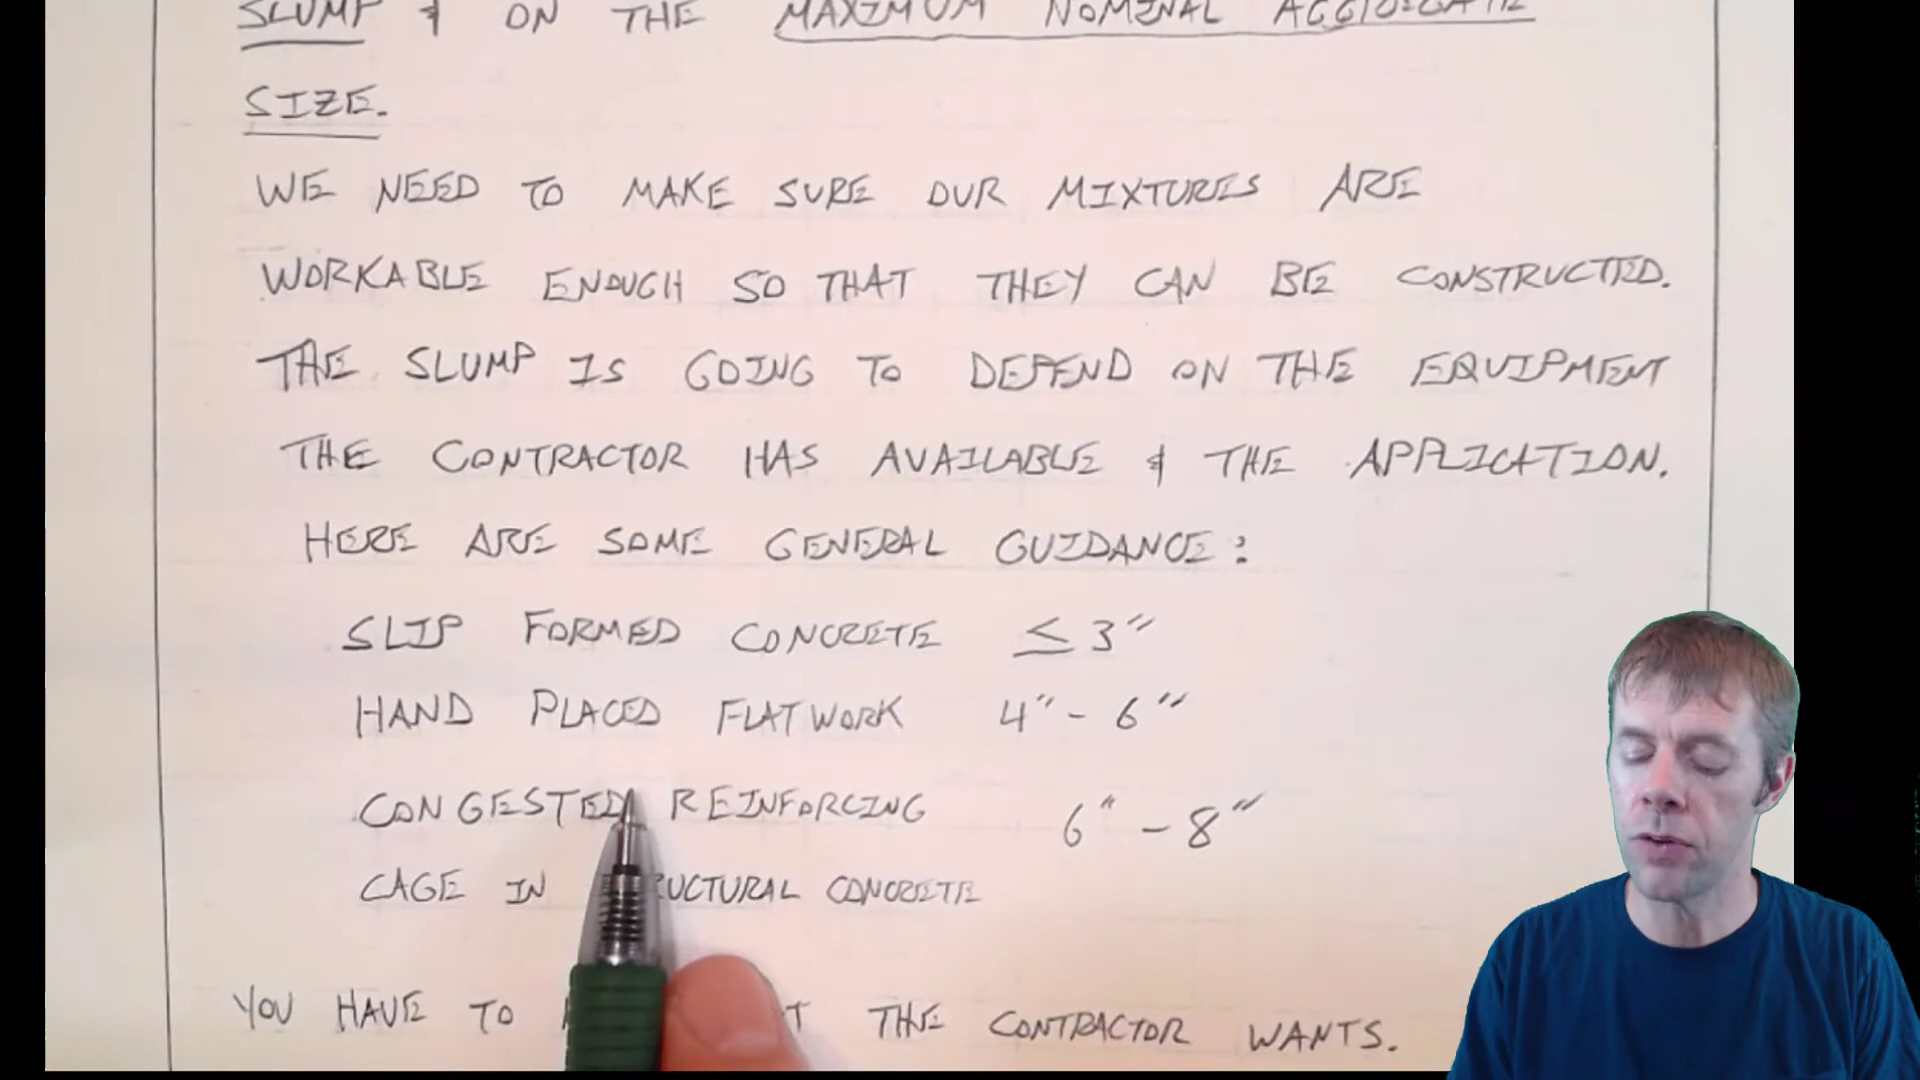 SLUMP & ON THE MAXIMUM NOMINAL AGGREGATE
SIZE.
WE NEED TO MAKE SURE OUR MIXTURES ARE
WORKABLE ENOUGH SO THAT THEY CAN BE CONSTRUCTED.
THE SLUMP IS GOING TO DEPEND ON THE EQUIPMENT
THE CONTRACTOR HAS AVAILABLE & THE APPLICATION.
HERE ARE SOME GENERAL GUIDANCE:
SLIP FORMED CONCRETE ≤ 3"
HAND PLACED FLATWORK 4" - 6"
CONGESTED REINFORCING 6" - 8"
CAGE IN CONCRETE
YOU HAVE TO THE CONTRACTOR WANTS.